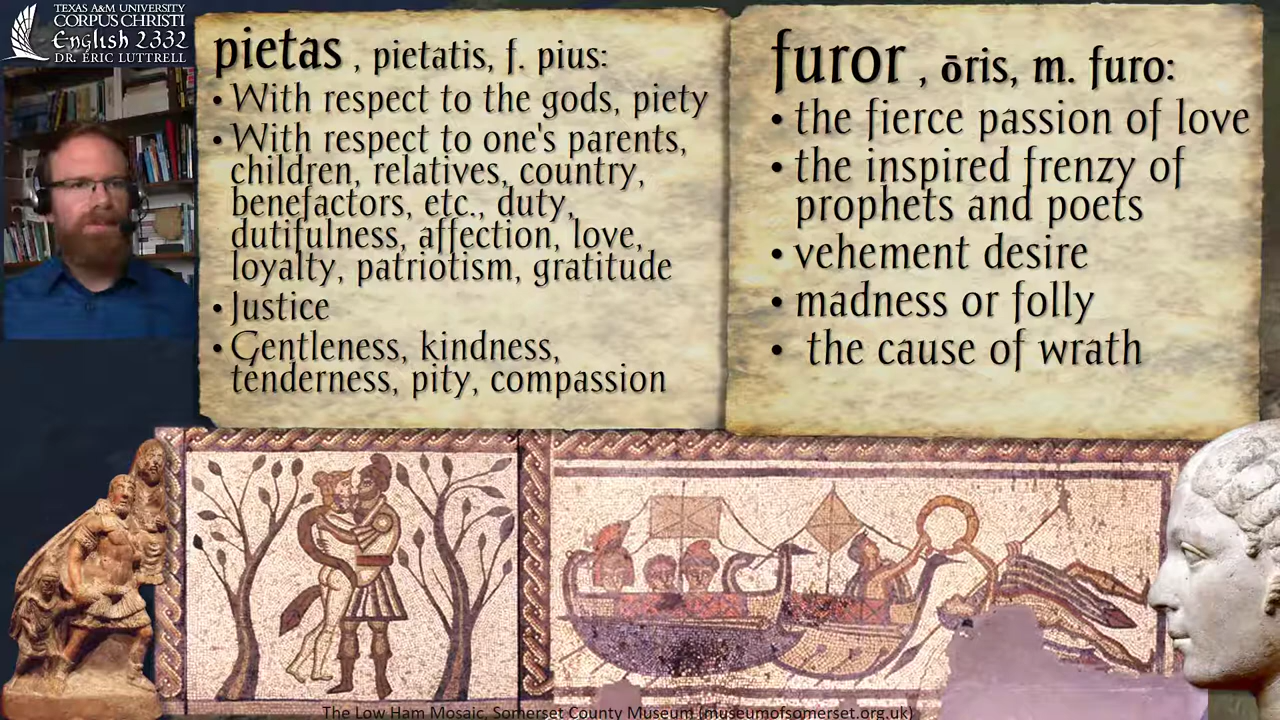 TEXAS A&M UNIVERSITY
CORPUS CHRISTI
English 2332
DR. ERIC LUTTRELL
pietas , pietatis, f. pius:
• With respect to the gods, piety
• With respect to one's parents,
children, relatives, country,
benefactors, etc., duty,
dutifulness, affection, love,
loyalty, patriotism, gratitude
• Justice
• Gentleness, kindness,
tenderness, pity, compassion
furor , ōris, m. furo:
• the fierce passion of love
• the inspired frenzy of
prophets and poets
• vehement desire
• madness or folly
• the cause of wrath
The Low Ham Mosaic, Somerset County Museum (museumofsomerset.org.uk)